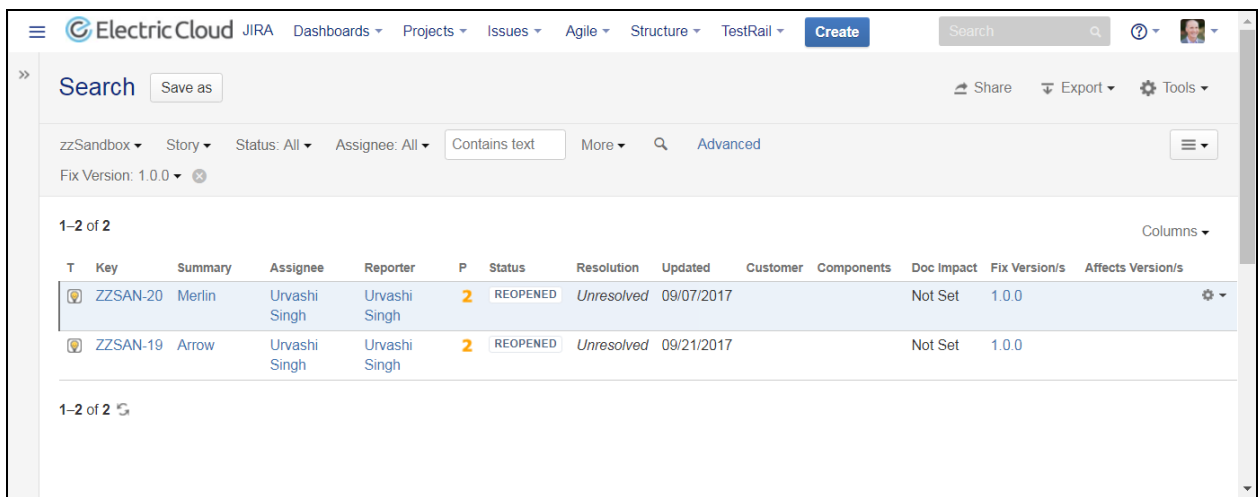 Electric Cloud JIRA Dashboards Projects Issues Agile Structure TestRail Create Search
Search Save as Share Export Tools
zzSandbox Story Status: All Assignee: All Contains text More Advanced
Fix Version: 1.0.0
1–2 of 2
Columns
T Key Summary Assignee Reporter P Status Resolution Updated Customer Components Doc Impact Fix Version/s Affects Version/s
ZZSAN-20 Merlin Urvashi Singh Urvashi Singh 2 REOPENED Unresolved 09/07/2017 Not Set 1.0.0
ZZSAN-19 Arrow Urvashi Singh Urvashi Singh 2 REOPENED Unresolved 09/21/2017 Not Set 1.0.0
1–2 of 2